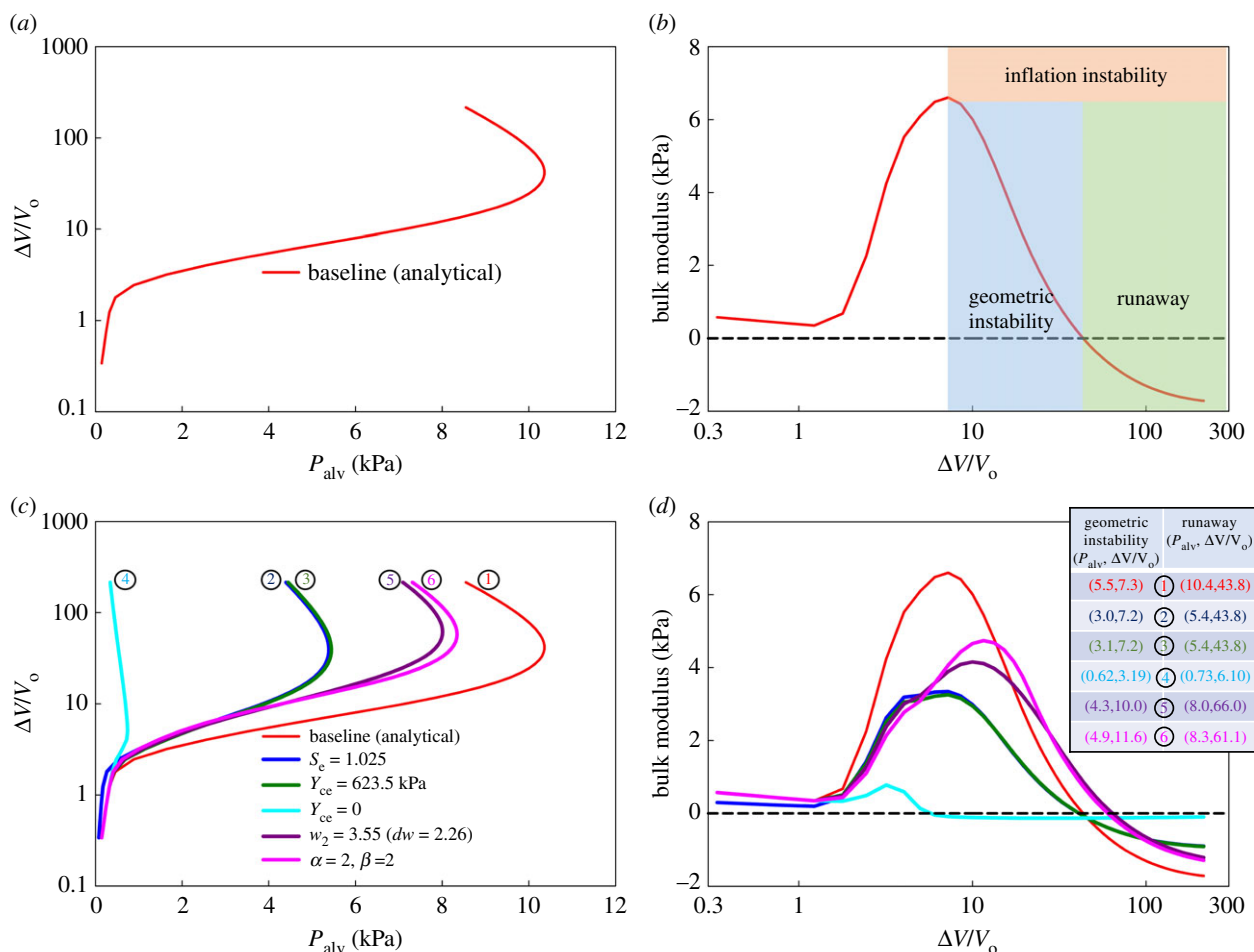 (a)
1000
100
10
1
0.1
ΔV/Vo
baseline (analytical)
0 2 4 6 8 10 12
Palv (kPa)
(b)
8
6
4
2
0
−2
bulk modulus (kPa)
inflation instability
geometric
instability
runaway
0.3 1 10 100 300
ΔV/Vo
(c)
1000
100
10
1
0.1
ΔV/Vo
4 2 3 5 6 1
baseline (analytical)
Se = 1.025
Yce = 623.5 kPa
Yce = 0
w2 = 3.55 (dw = 2.26)
α = 2, β =2
0 2 4 6 8 10 12
Palv (kPa)
(d)
8
6
4
2
0
−2
bulk modulus (kPa)
geometric runaway
instability (Palv, ΔV/Vo)
(Palv, ΔV/Vo)
(5.5,7.3) 1 (10.4,43.8)
(3.0,7.2) 2 (5.4,43.8)
(3.1,7.2) 3 (5.4,43.8)
(0.62,3.19) 4 (0.73,6.10)
(4.3,10.0) 5 (8.0,66.0)
(4.9,11.6) 6 (8.3,61.1)
0.3 1 10 100 300
ΔV/Vo